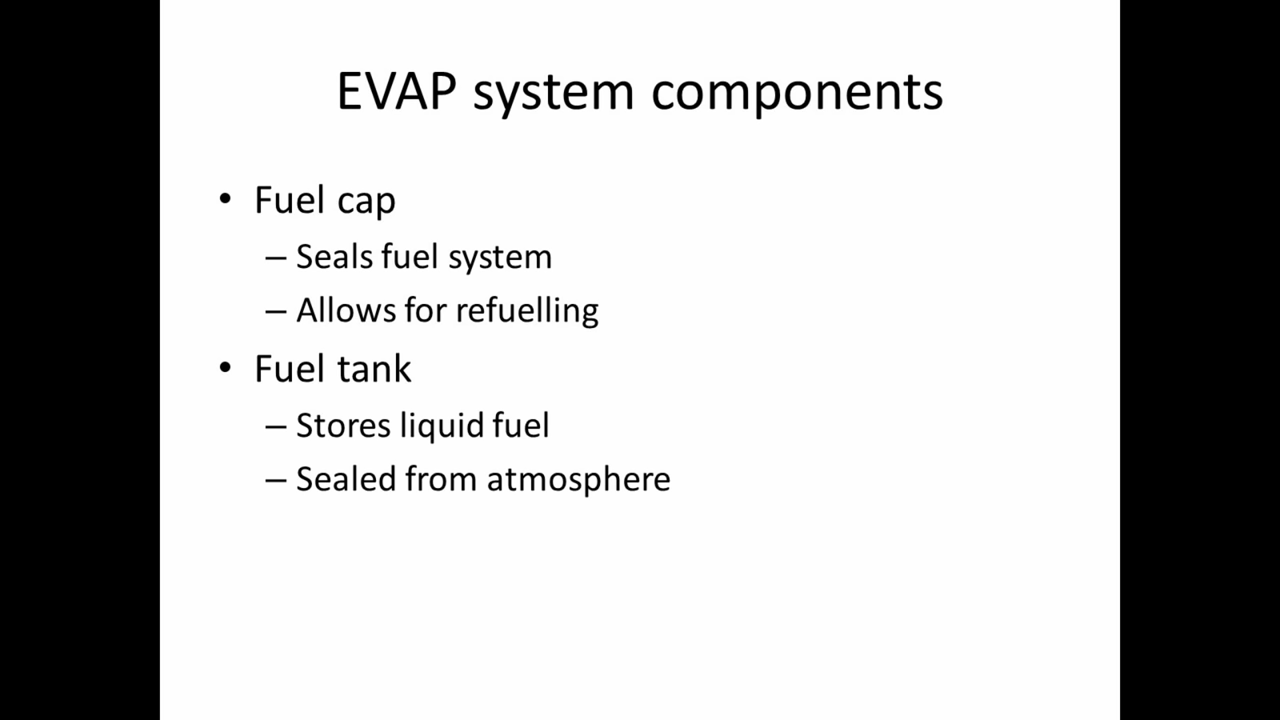 EVAP system components
• Fuel cap
– Seals fuel system
– Allows for refuelling
• Fuel tank
– Stores liquid fuel
– Sealed from atmosphere